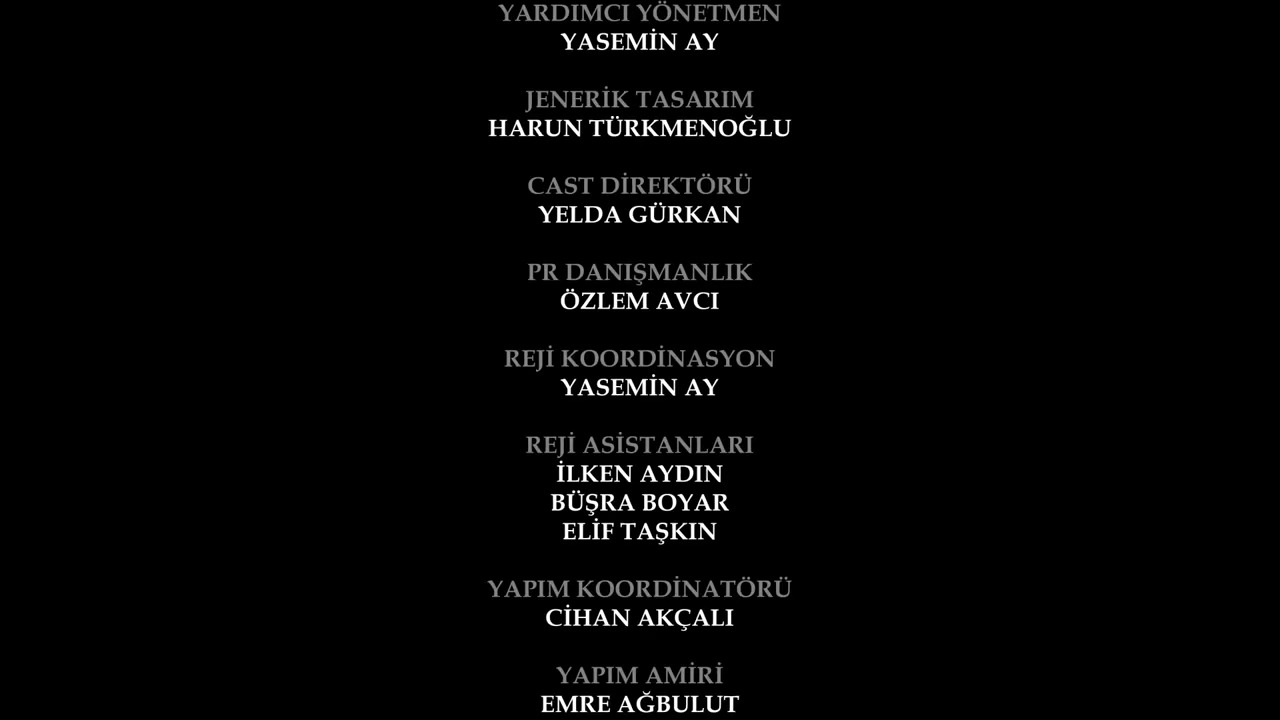 YARDIMCI YÖNETMEN
YASEMİN AY
JENERİK TASARIM
HARUN TÜRKMENOĞLU
CAST DİREKTÖRÜ
YELDA GÜRKAN
PR DANIŞMANLIK
ÖZLEM AVCI
REJİ KOORDİNASYON
YASEMİN AY
REJİ ASİSTANLARI
İLKEN AYDIN
BÜŞRA BOYAR
ELİF TAŞKIN
YAPIM KOORDİNATÖRÜ
CİHAN AKÇALI
YAPIM AMİRİ
EMRE AĞBULUT